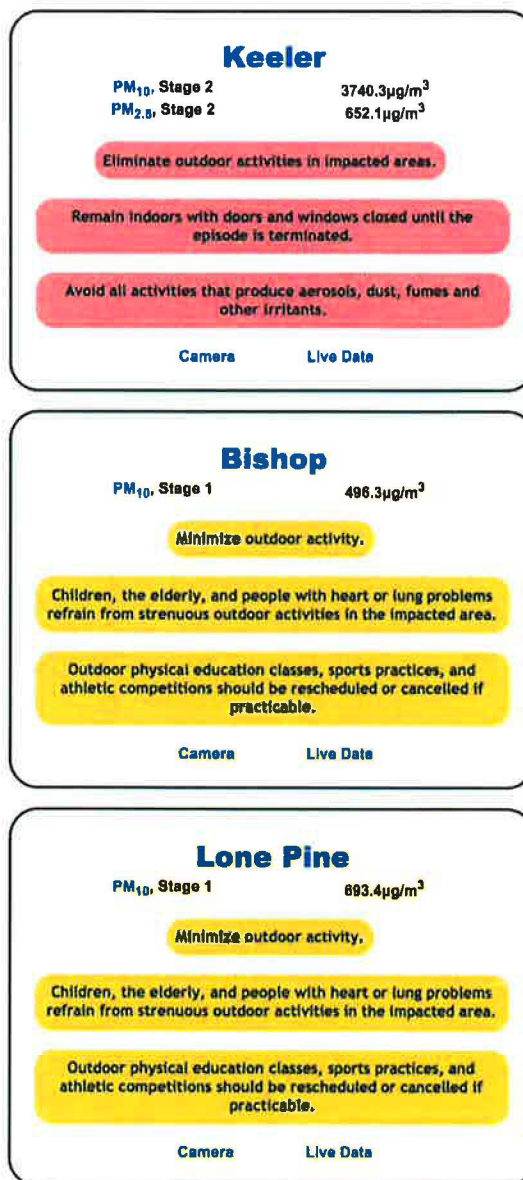 Keeler
PM₁₀, Stage 2 3740.3µg/m³
PM₂.₅, Stage 2 652.1µg/m³
Eliminate outdoor activities in impacted areas.
Remain indoors with doors and windows closed until the
episode is terminated.
Avoid all activities that produce aerosols, dust, fumes and
other irritants.
Camera Live Data
Bishop
PM₁₀, Stage 1 496.3µg/m³
Minimize outdoor activity.
Children, the elderly, and people with heart or lung problems
refrain from strenuous outdoor activities in the impacted area.
Outdoor physical education classes, sports practices, and
athletic competitions should be rescheduled or cancelled if
practicable.
Camera Live Data
Lone Pine
PM₁₀, Stage 1 693.4µg/m³
Minimize outdoor activity.
Children, the elderly, and people with heart or lung problems
refrain from strenuous outdoor activities in the impacted area.
Outdoor physical education classes, sports practices, and
athletic competitions should be rescheduled or cancelled if
practicable.
Camera Live Data